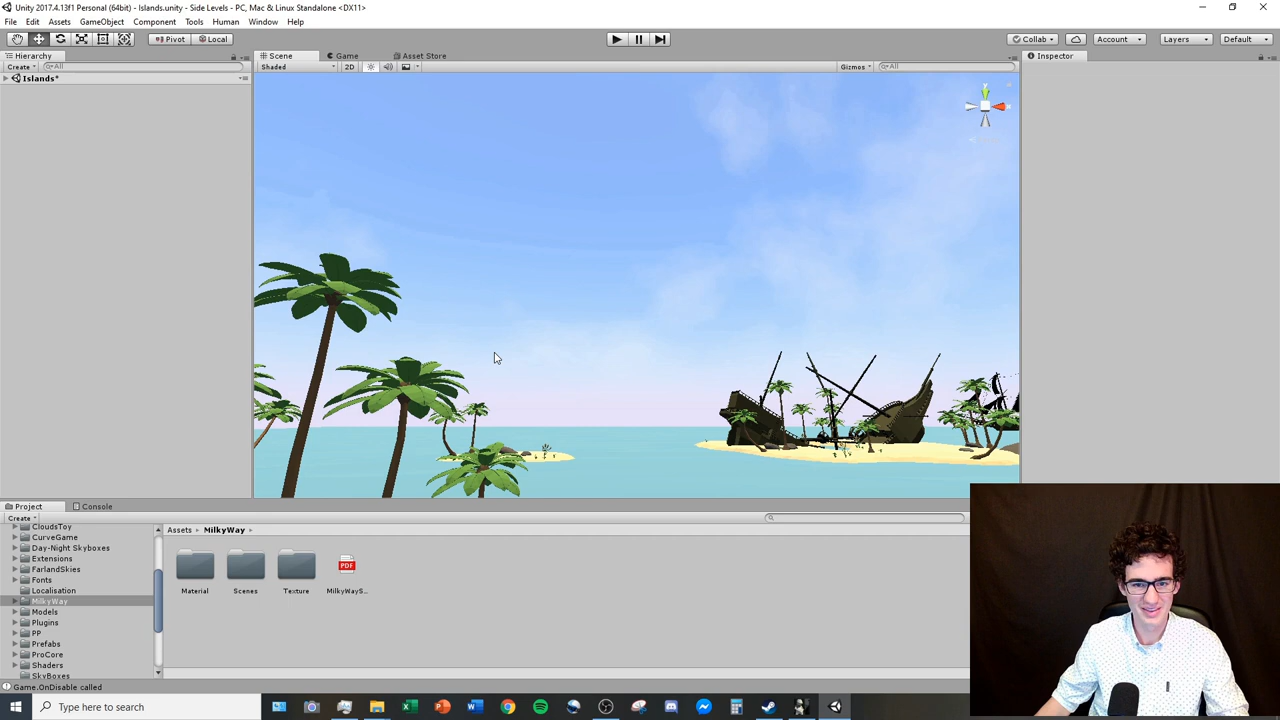 Unity 2017.4.13f1 Personal (64bit) - Islands.unity - Side Levels - PC, Mac & Linux Standalone <DX11>
File Edit Assets GameObject Component Tools Human Window Help
Pivot Local Collab Account Layers Default
Hierarchy Scene Game Asset Store Inspector
Create All Shaded 2D Gizmos All
Islands*
Project Console
Create
CloudsToy
CurveGame
Day-Night Skyboxes
Extensions
FarlandSkies
Fonts
Localisation
MilkyWay
Models
Plugins
PP
Prefabs
ProCore
Shaders
SkyBoxes
Assets MilkyWay
PDF
Material Scenes Texture MilkyWayS...
Game.OnDisable called
Type here to search